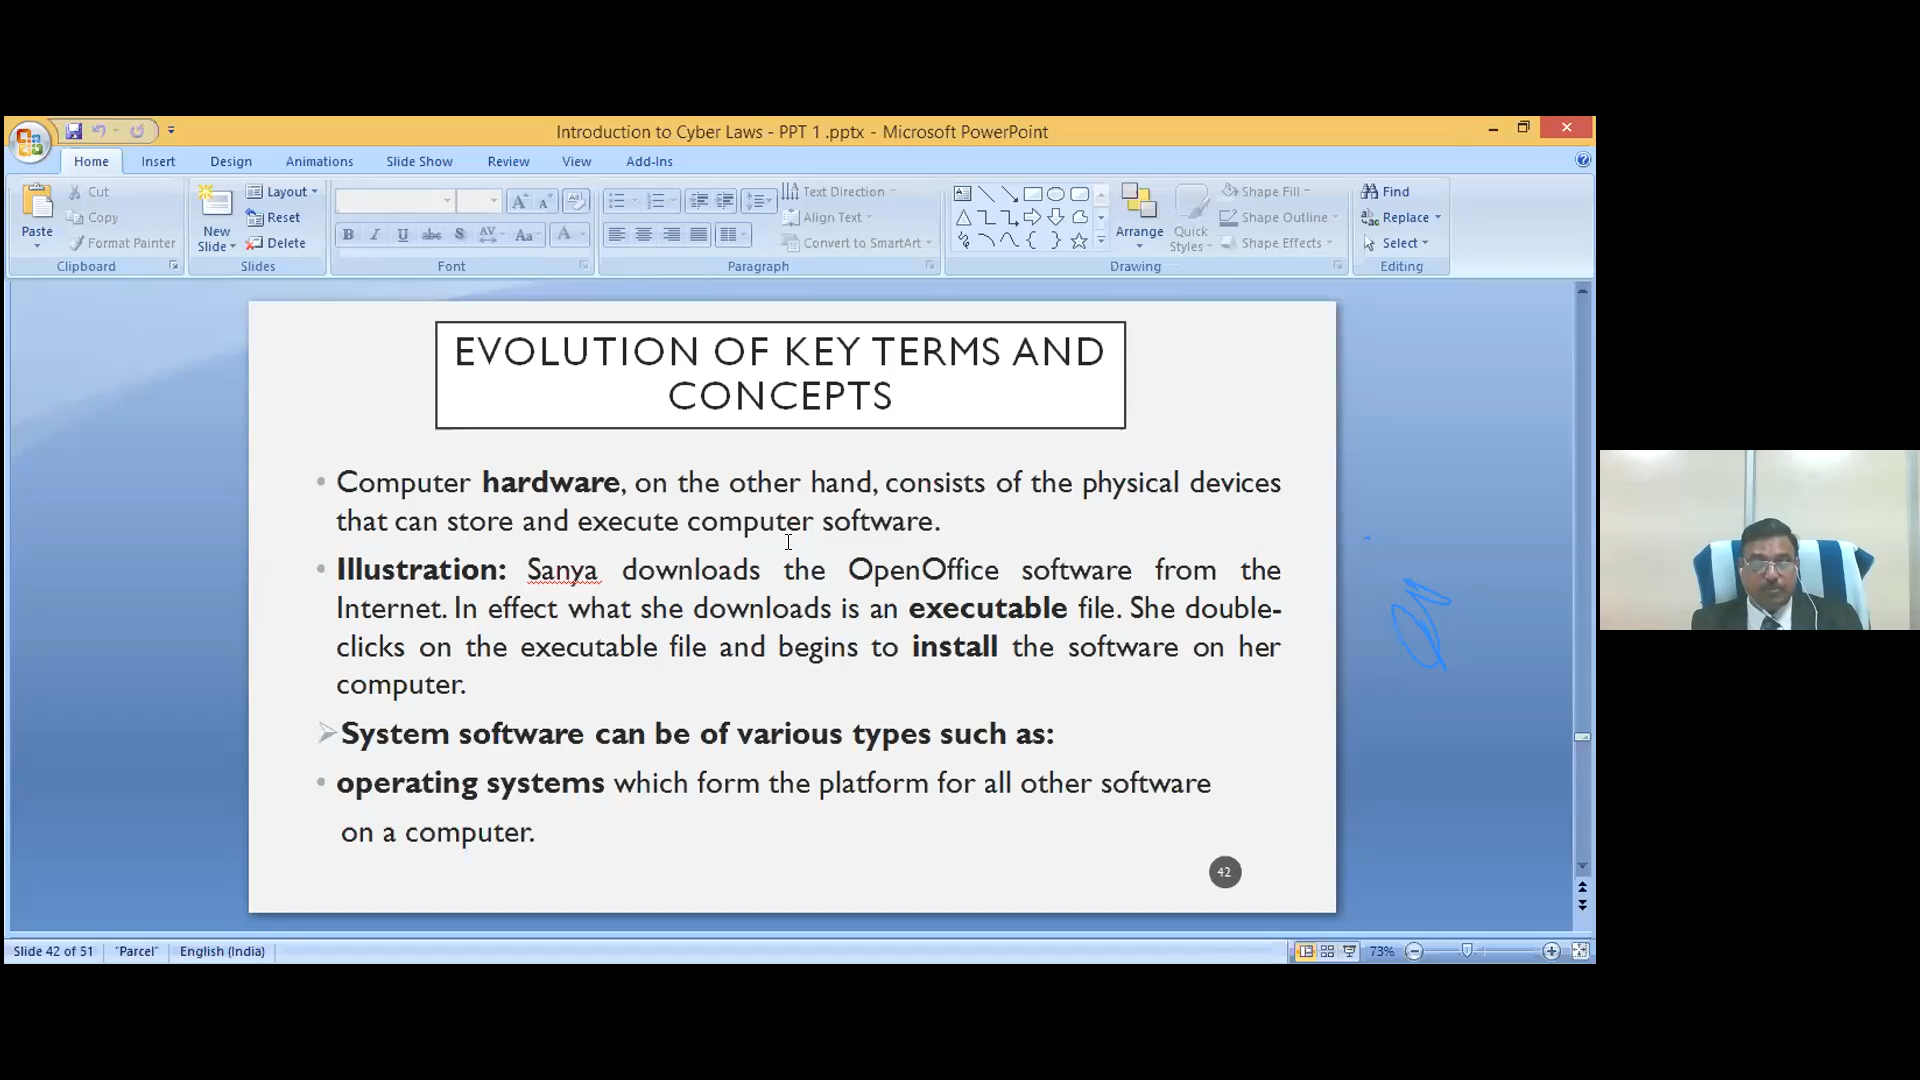 Introduction to Cyber Laws - PPT 1 .pptx - Microsoft PowerPoint
Home Insert Design Animations Slide Show Review View Add-Ins
Paste
Cut
Copy
Format Painter
Clipboard
New
Slide
Layout
Reset
Delete
Slides
Font
Text Direction
Align Text
Convert to SmartArt
Paragraph
Arrange
Quick
Styles
Shape Fill
Shape Outline
Shape Effects
Drawing
Find
Replace
Select
Editing
EVOLUTION OF KEY TERMS AND
CONCEPTS
• Computer hardware, on the other hand, consists of the physical devices
that can store and execute computer software.
• Illustration: Sanya downloads the OpenOffice software from the
Internet. In effect what she downloads is an executable file. She double-
clicks on the executable file and begins to install the software on her
computer.
➢System software can be of various types such as:
• operating systems which form the platform for all other software
on a computer.
42
Slide 42 of 51 "Parcel" English (India) 73%